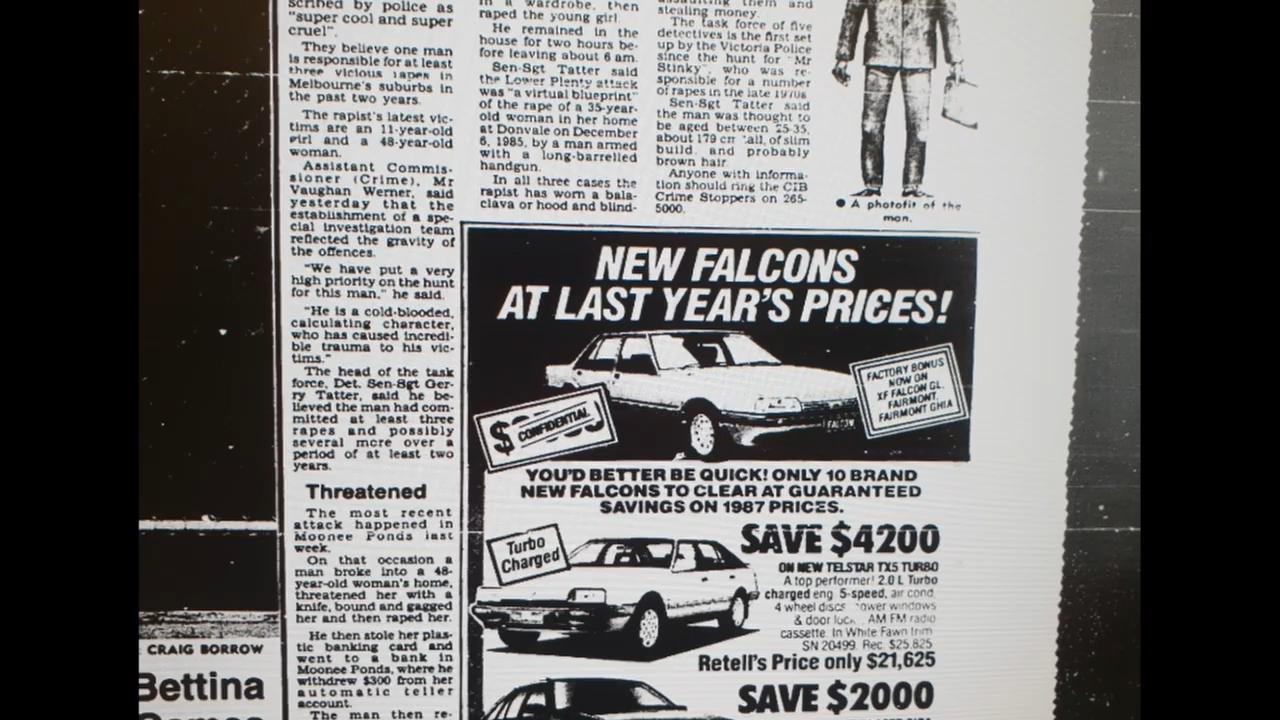 scribed by police as
"super cool and super
cruel".
They believe one man
is responsible for at least
three vicious rapes in
Melbourne's suburbs in
the past two years.
The rapist's latest vic-
tims are an 11-year-old
girl and a 48-year-old
woman.
Assistant Commis-
sioner (Crime), Mr
Vaughan Werner, said
yesterday that the
establishment of a spe-
cial investigation team
reflected the gravity of
the offences.
"We have put a very
high priority on the hunt
for this man," he said.
"He is a cold-blooded,
calculating character,
who has caused incredi-
ble trauma to his vic-
tims."
The head of the task
force, Det. Sen-Sgt Ger-
ry Tatter, said he be-
lieved the man had com-
mitted at least three
rapes and possibly
several more over a
period of at least two
years.
Threatened
The most recent
attack happened in
Moonee Ponds last
week.
On that occasion a
man broke into a 48-
year-old woman's home,
threatened her with a
knife, bound and gagged
her and then raped her.
He then stole her plas-
tic banking card and
went to a bank in
Moonee Ponds, where he
withdrew $300 from her
automatic teller
account.
The man then re-
in a wardrobe, then
raped the young girl.
He remained in the
house for two hours be-
fore leaving about 6 am.
Sen-Sgt Tatter said
the Lower Plenty attack
was "a virtual blueprint"
of the rape of a 35-year-
old woman in her home
at Donvale on December
6, 1985, by a man armed
with a long-barrelled
handgun.
In all three cases the
rapist has worn a bala-
clava or hood and blind-
assaulting them and
stealing money.
The task force of five
detectives is the first set
up by the Victoria Police
since the hunt for "Mr
Stinky", who was re-
sponsible for a number
of rapes in the late 1970s
Sen-Sgt Tatter said
the man was thought to
be aged between 25-35,
about 179 cm tall, of slim
build and probably
brown hair
Anyone with informa-
tion should ring the CIB
Crime Stoppers on 265-
5000.
● A photofit of the
man.
NEW FALCONS
AT LAST YEAR'S PRICES!
FACTORY BONUS
NOW ON
XF FALCON GL,
FAIRMONT,
FAIRMONT GHIA
FALCON
$ CONFIDENTIAL
YOU'D BETTER BE QUICK! ONLY 10 BRAND
NEW FALCONS TO CLEAR AT GUARANTEED
SAVINGS ON 1987 PRICES.
Turbo
Charged
SAVE $4200
ON NEW TELSTAR TX5 TURBO
A top performer! 2.0 L Turbo
charged eng 5-speed, air cond,
4 wheel discs power windows
& door lock AM FM radio
cassette. In White Fawn trim
SN 20499. Rec. $25,825
Retell's Price only $21,625
SAVE $2000
CRAIG BORROW
Bettina